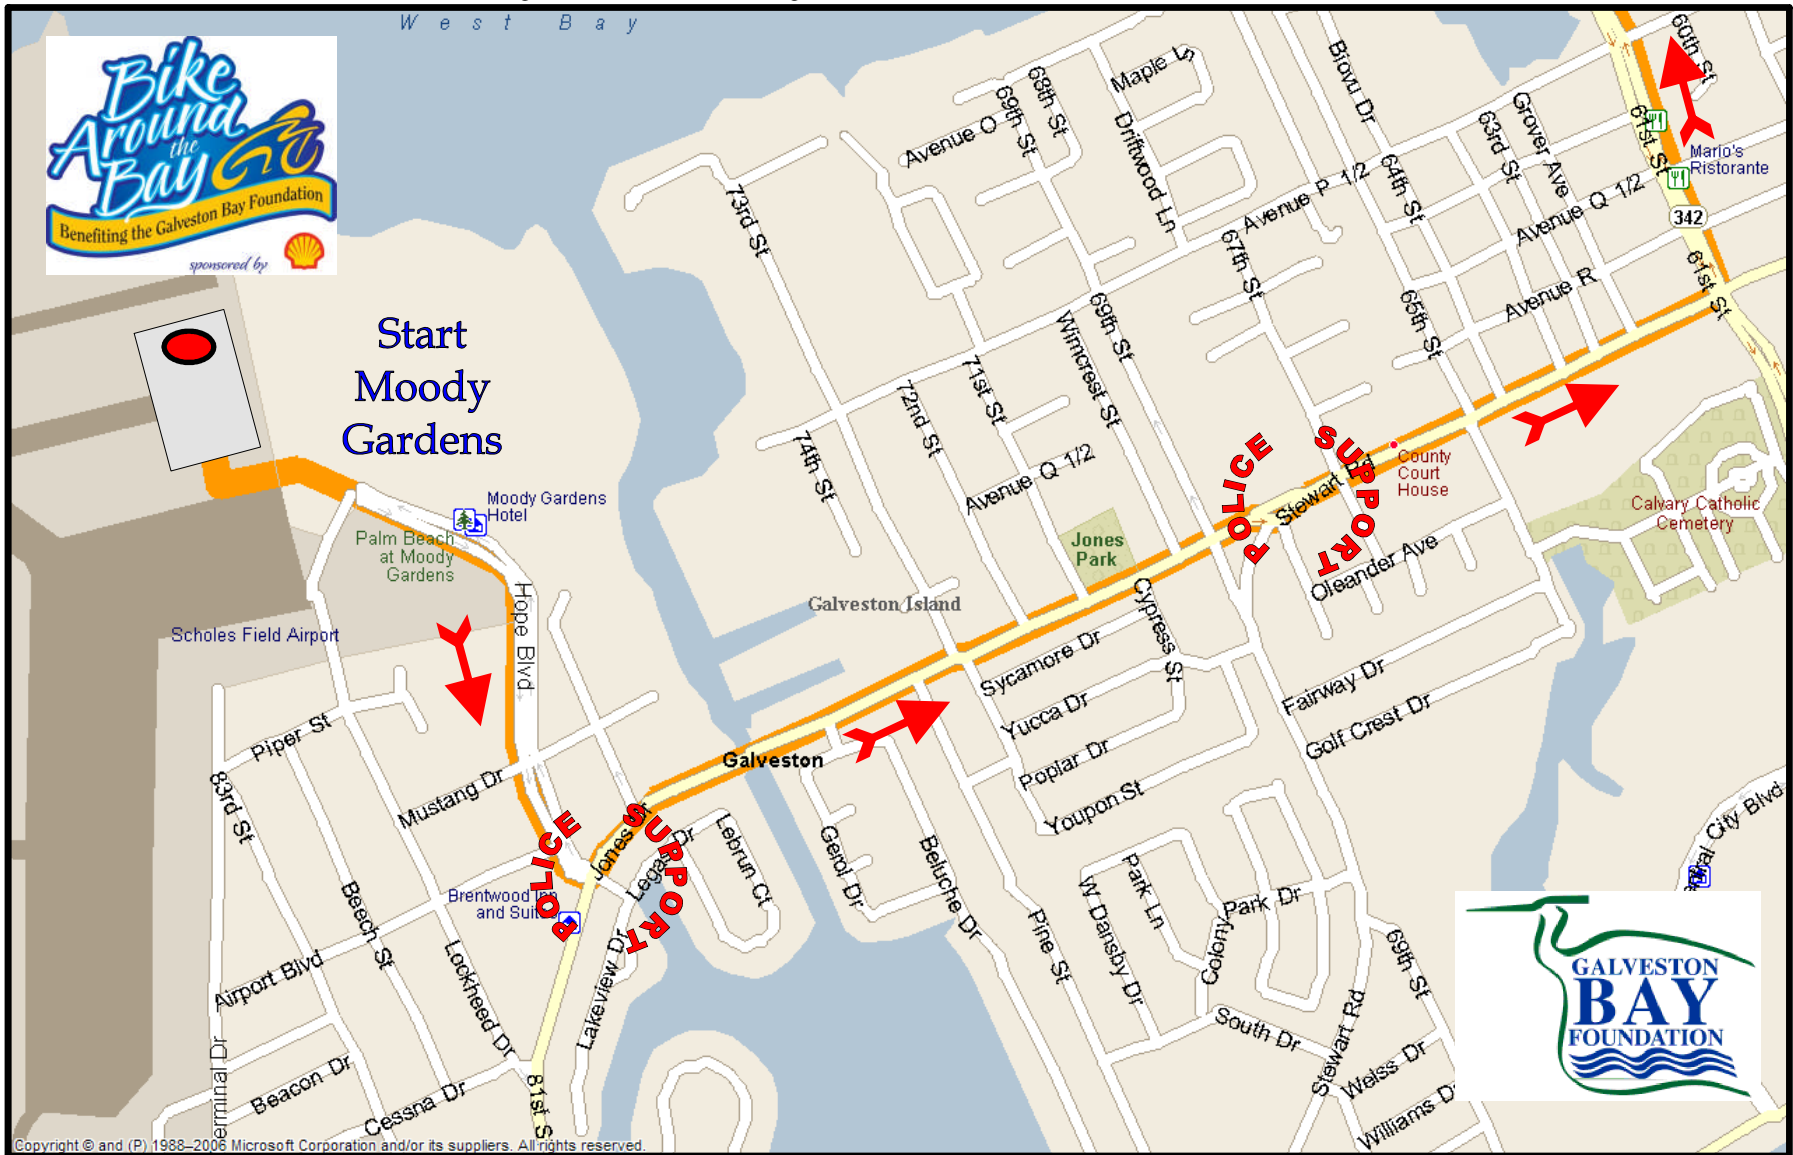 West Bay
Bike
Around
the
Bay
Benefiting the Galveston Bay Foundation
sponsored by
Start
Moody
Gardens
Moody Gardens
Hotel
Palm Beach
at Moody
Gardens
Hope Blvd
Scholes Field Airport
Piper St
Mustang Dr
83rd St
Beech St
Airport Blvd
Lockheed Dr
Beacon Dr
Cessna Dr
81st S
Brentwood
and Suit
POLICE SUPPORT
Jones
Lakeview Dr
Lebrun Ct
Galveston
Gerol Dr
Beluche Dr
Pine St
Galveston Island
73rd St
74th St
72nd St
71st St
Avenue Q 1/2
Wimcrest St
69th St
Jones
Park
Cypress St
Sycamore Dr
Yucca Dr
Poplar Dr
Youpon St
Avenue O
69th St
68th St
Maple Ln
Driftwood Ln
Avenue P 1/2
67th St
Biovu Dr
64th St
65th St
63rd St
Grover Ave
Avenue Q 1/2
Avenue R
60th St
61st St
Mario's
Ristorante
342
61st St
POLICE SUPPORT
Stewart
County
Court
House
Oleander Ave
Calvary Catholic
Cemetery
Fairway Dr
Golf Crest Dr
Park Ln
W Dansby Dr
Colony Park Dr
69th St
South Dr
Stewart Rd
Weiss Dr
Williams D
City Blvd
GALVESTON
BAY
FOUNDATION
Copyright © and (P) 1988–2006 Microsoft Corporation and/or its suppliers. All rights reserved.